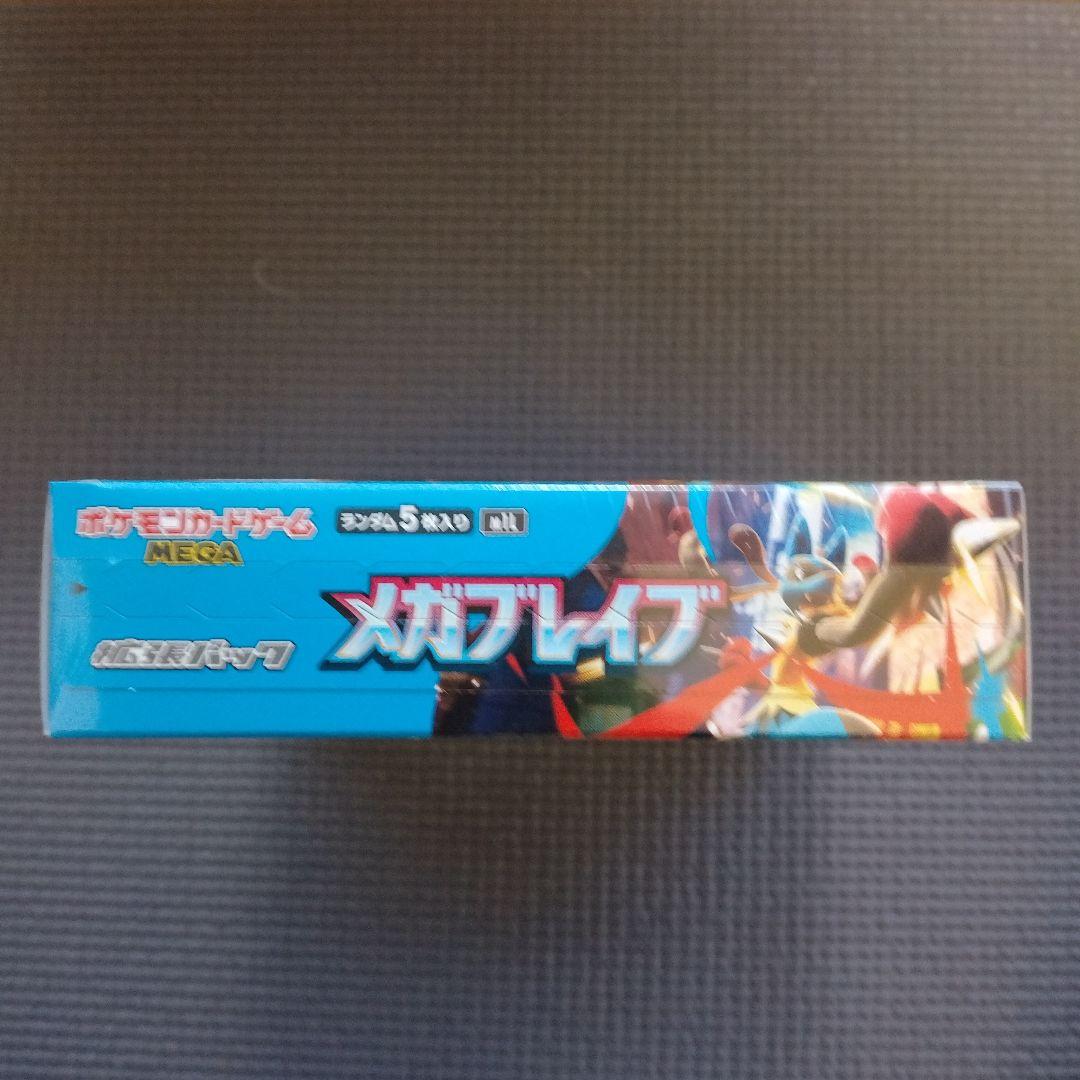 ポケモンカードゲーム
MEGA
ランダム5枚入り M1L
メガブレイブ
拡張パック